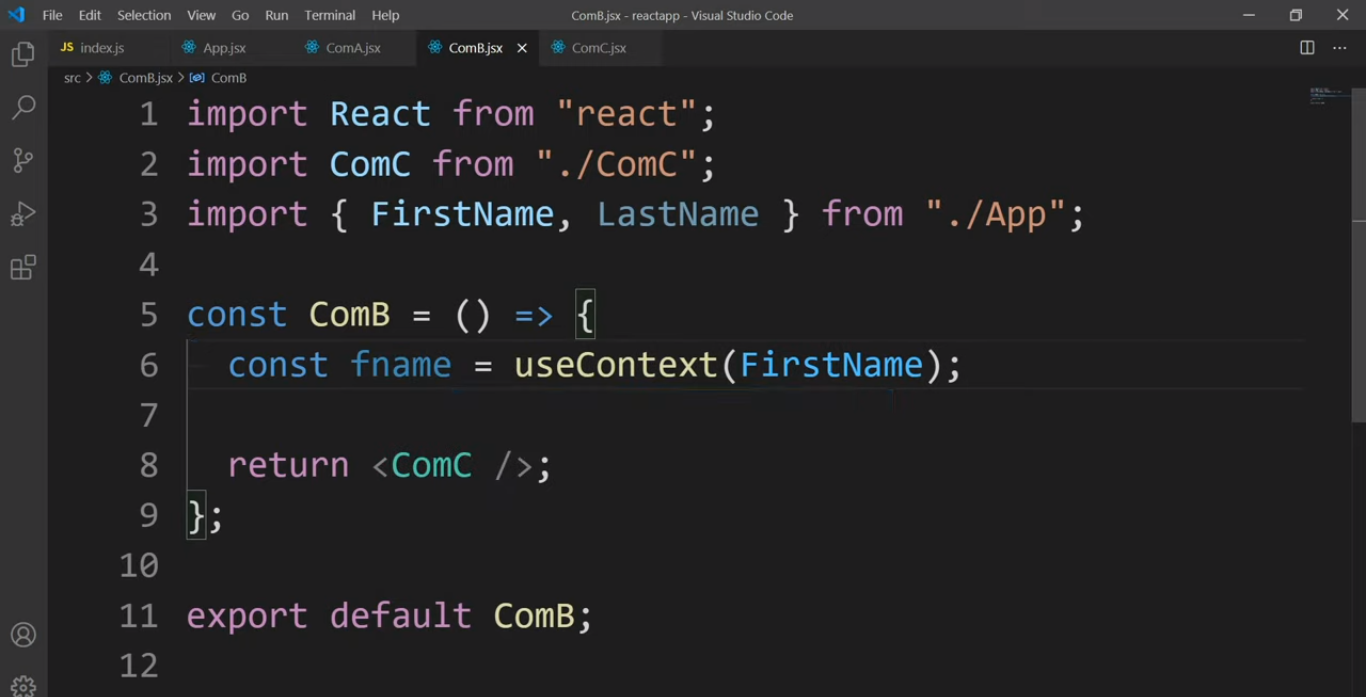 File Edit Selection View Go Run Terminal Help ComB.jsx - reactapp - Visual Studio Code
JS index.js App.jsx ComA.jsx ComB.jsx ComC.jsx
src > ComB.jsx > ComB
1 import React from "react";
2 import ComC from "./ComC";
3 import { FirstName, LastName } from "./App";
4
5 const ComB = () => {
6 const fname = useContext(FirstName);
7
8 return <ComC />;
9 };
10
11 export default ComB;
12